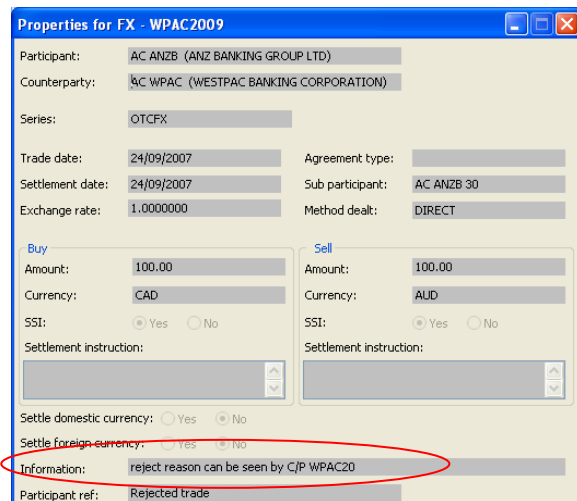 Properties for FX - WPAC2009
Participant: AC ANZB (ANZ BANKING GROUP LTD)
Counterparty: AC WPAC (WESTPAC BANKING CORPORATION)
Series: OTCFX
Trade date: 24/09/2007 Agreement type:
Settlement date: 24/09/2007 Sub participant: AC ANZB 30
Exchange rate: 1.0000000 Method dealt: DIRECT
Buy Sell
Amount: 100.00 Amount: 100.00
Currency: CAD Currency: AUD
SSI: Yes No SSI: Yes No
Settlement instruction: Settlement instruction:
Settle domestic currency: Yes No
Settle foreign currency: Yes No
Information: reject reason can be seen by C/P WPAC20
Participant ref: Rejected trade